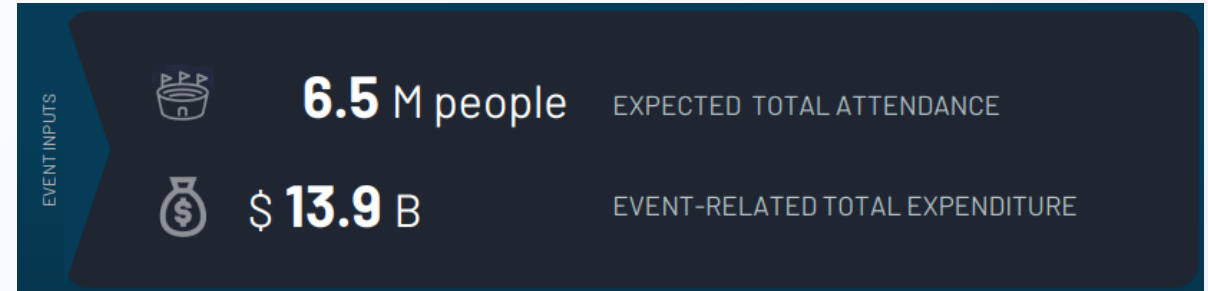 EVENT INPUTS
6.5 M people EXPECTED TOTAL ATTENDANCE
$ 13.9 B EVENT-RELATED TOTAL EXPENDITURE